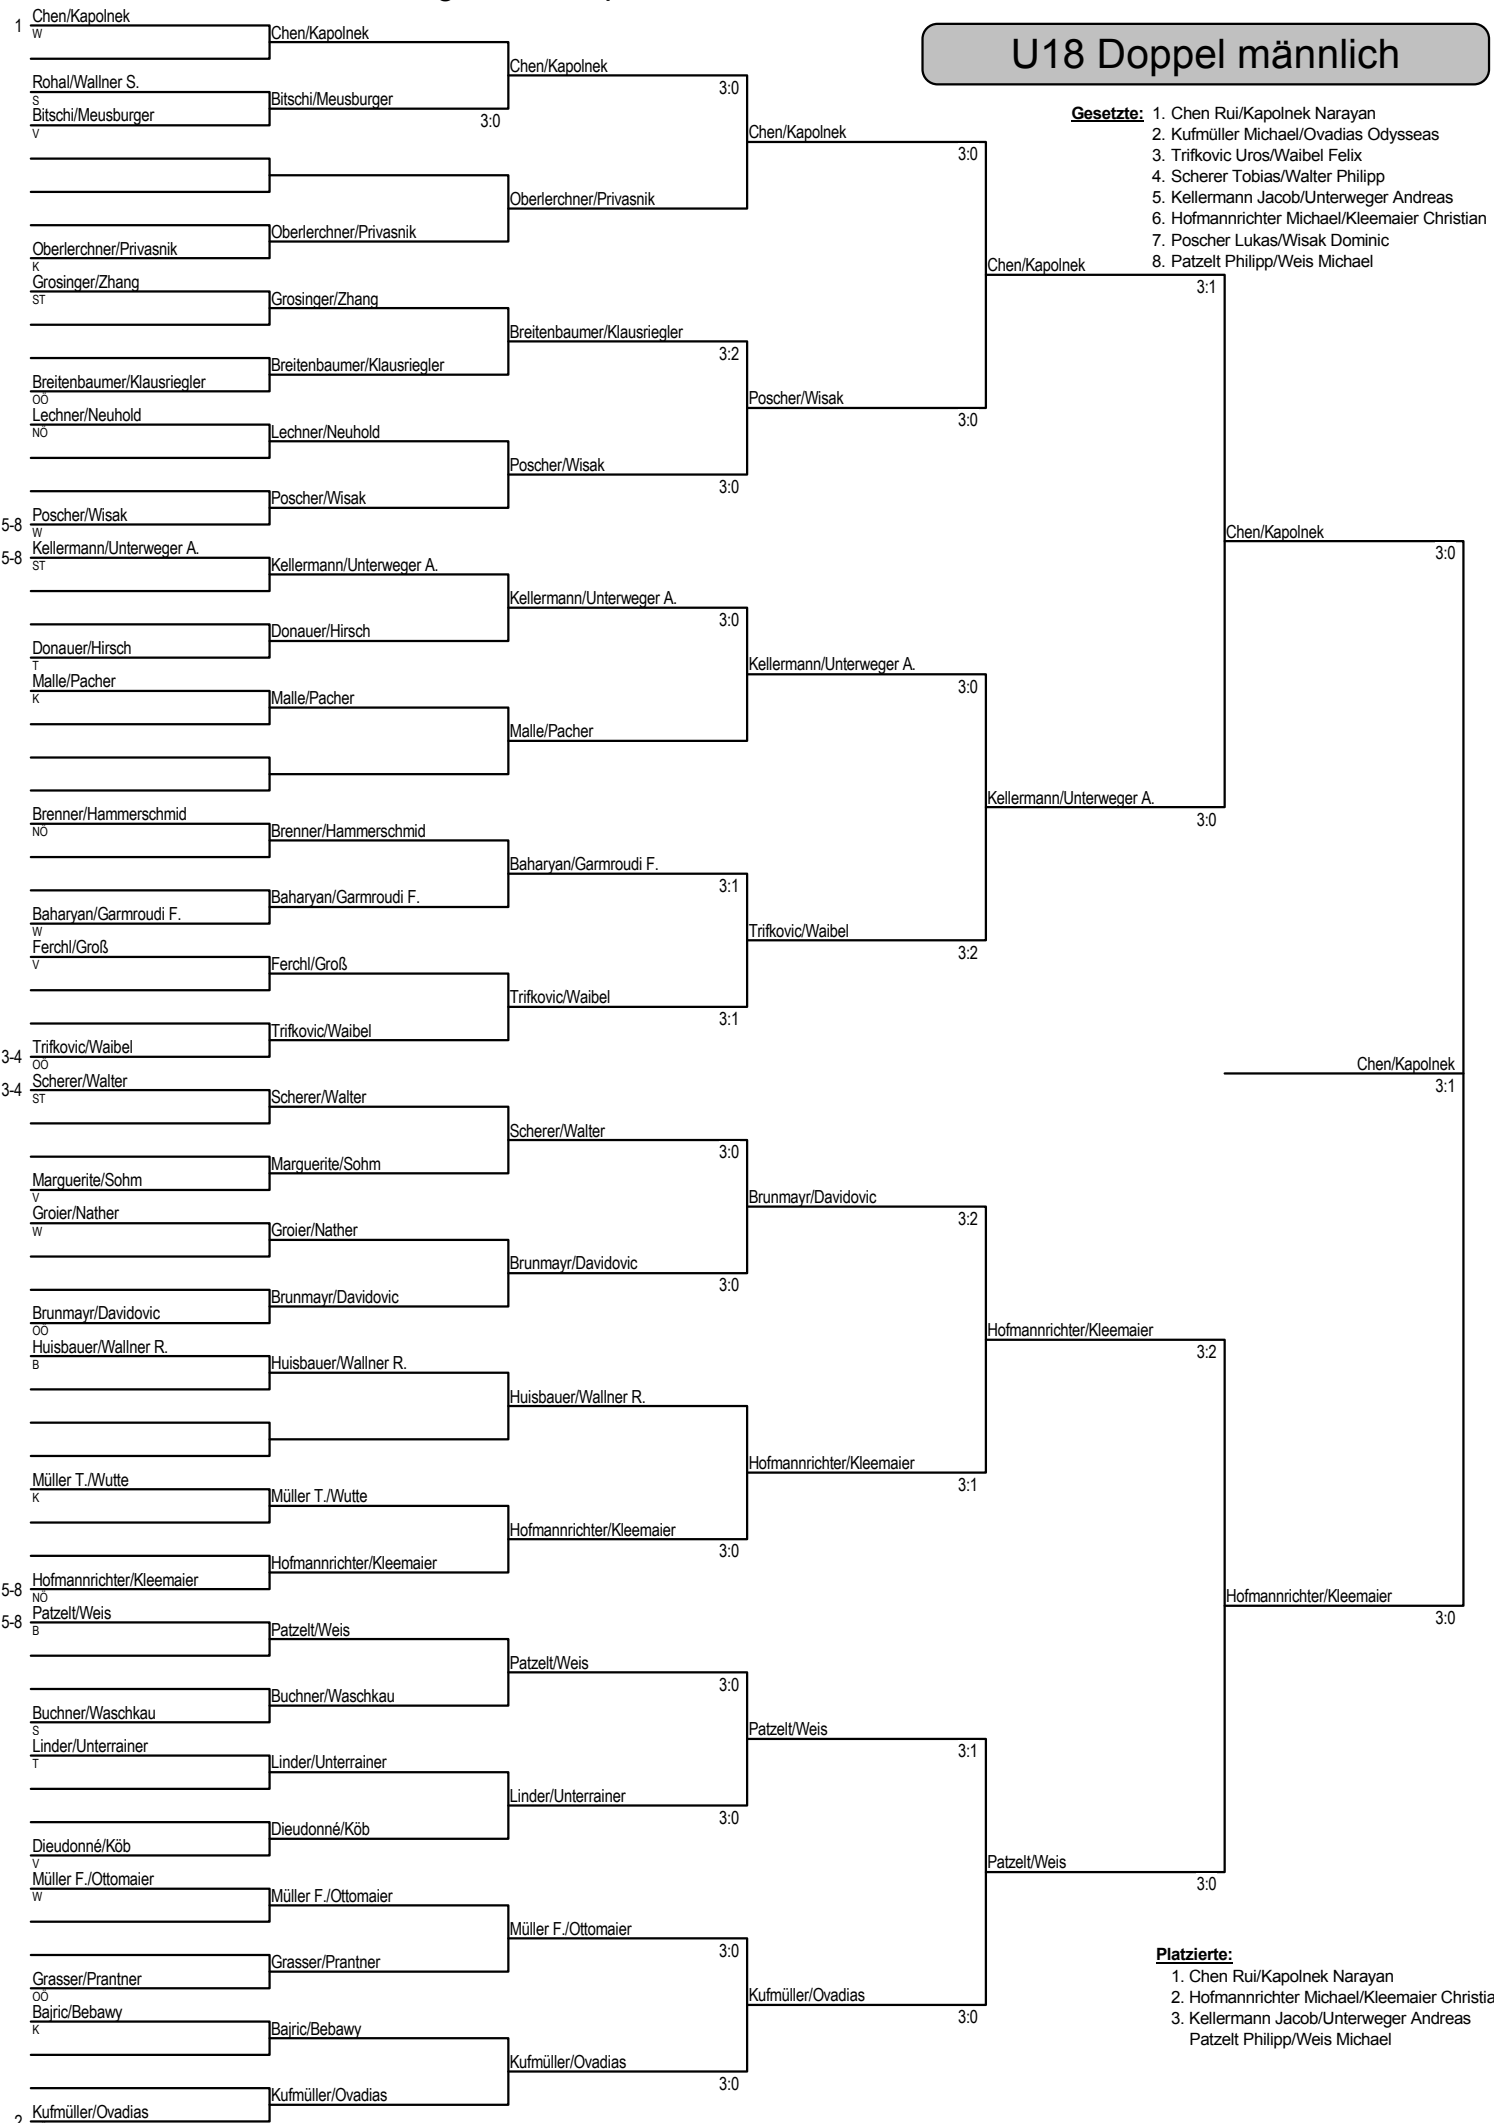 U18 Doppel männlich
Gesetzte: 1. Chen Rui/Kapolnek Narayan
2. Kufmüller Michael/Ovadias Odysseas
3. Trifkovic Uros/Waibel Felix
4. Scherer Tobias/Walter Philipp
5. Kellermann Jacob/Unterweger Andreas
6. Hofmannrichter Michael/Kleemaier Christian
7. Poscher Lukas/Wisak Dominic
8. Patzelt Philipp/Weis Michael
1 Chen/Kapolnek
W
Rohal/Wallner S.
S
Bitschi/Meusburger
V
Oberlerchner/Privasnik
K
Grosinger/Zhang
ST
Breitenbaumer/Klausriegler
OÖ
Lechner/Neuhold
NÖ
5-8 Poscher/Wisak
W
5-8 Kellermann/Unterweger A.
ST
Donauer/Hirsch
T
Malle/Pacher
K
Brenner/Hammerschmid
NÖ
Baharyan/Garmroudi F.
W
Ferchl/Groß
V
3-4 Trifkovic/Waibel
OÖ
3-4 Scherer/Walter
ST
Marguerite/Sohm
V
Groier/Nather
W
Brunmayr/Davidovic
OÖ
Huisbauer/Wallner R.
B
Müller T./Wutte
K
5-8 Hofmannrichter/Kleemaier
NÖ
5-8 Patzelt/Weis
B
Buchner/Waschkau
S
Linder/Unterrainer
T
Dieudonné/Köb
V
Müller F./Ottomaier
W
Grasser/Prantner
OÖ
Bajric/Bebawy
K
2 Kufmüller/Ovadias
Chen/Kapolnek
Bitschi/Meusburger
3:0
Oberlerchner/Privasnik
Grosinger/Zhang
Breitenbaumer/Klausriegler
Lechner/Neuhold
Poscher/Wisak
Kellermann/Unterweger A.
Donauer/Hirsch
Malle/Pacher
Brenner/Hammerschmid
Baharyan/Garmroudi F.
Ferchl/Groß
Trifkovic/Waibel
Scherer/Walter
Marguerite/Sohm
Groier/Nather
Brunmayr/Davidovic
Huisbauer/Wallner R.
Müller T./Wutte
Hofmannrichter/Kleemaier
Patzelt/Weis
Buchner/Waschkau
Linder/Unterrainer
Dieudonné/Köb
Müller F./Ottomaier
Grasser/Prantner
Bajric/Bebawy
Kufmüller/Ovadias
Chen/Kapolnek
3:0
Oberlerchner/Privasnik
Breitenbaumer/Klausriegler
3:2
Poscher/Wisak
3:0
Kellermann/Unterweger A.
3:0
Malle/Pacher
Baharyan/Garmroudi F.
3:1
Trifkovic/Waibel
3:1
Scherer/Walter
3:0
Brunmayr/Davidovic
3:0
Huisbauer/Wallner R.
Hofmannrichter/Kleemaier
3:0
Patzelt/Weis
3:0
Linder/Unterrainer
3:0
Müller F./Ottomaier
3:0
Kufmüller/Ovadias
3:0
Chen/Kapolnek
3:0
Poscher/Wisak
3:0
Kellermann/Unterweger A.
3:0
Trifkovic/Waibel
3:2
Brunmayr/Davidovic
3:2
Hofmannrichter/Kleemaier
3:1
Patzelt/Weis
3:1
Kufmüller/Ovadias
3:0
Chen/Kapolnek
3:1
Kellermann/Unterweger A.
3:0
Hofmannrichter/Kleemaier
3:2
Patzelt/Weis
3:0
Chen/Kapolnek
3:0
Hofmannrichter/Kleemaier
3:0
Chen/Kapolnek
3:1
Platzierte:
1. Chen Rui/Kapolnek Narayan
2. Hofmannrichter Michael/Kleemaier Christia
3. Kellermann Jacob/Unterweger Andreas
Patzelt Philipp/Weis Michael